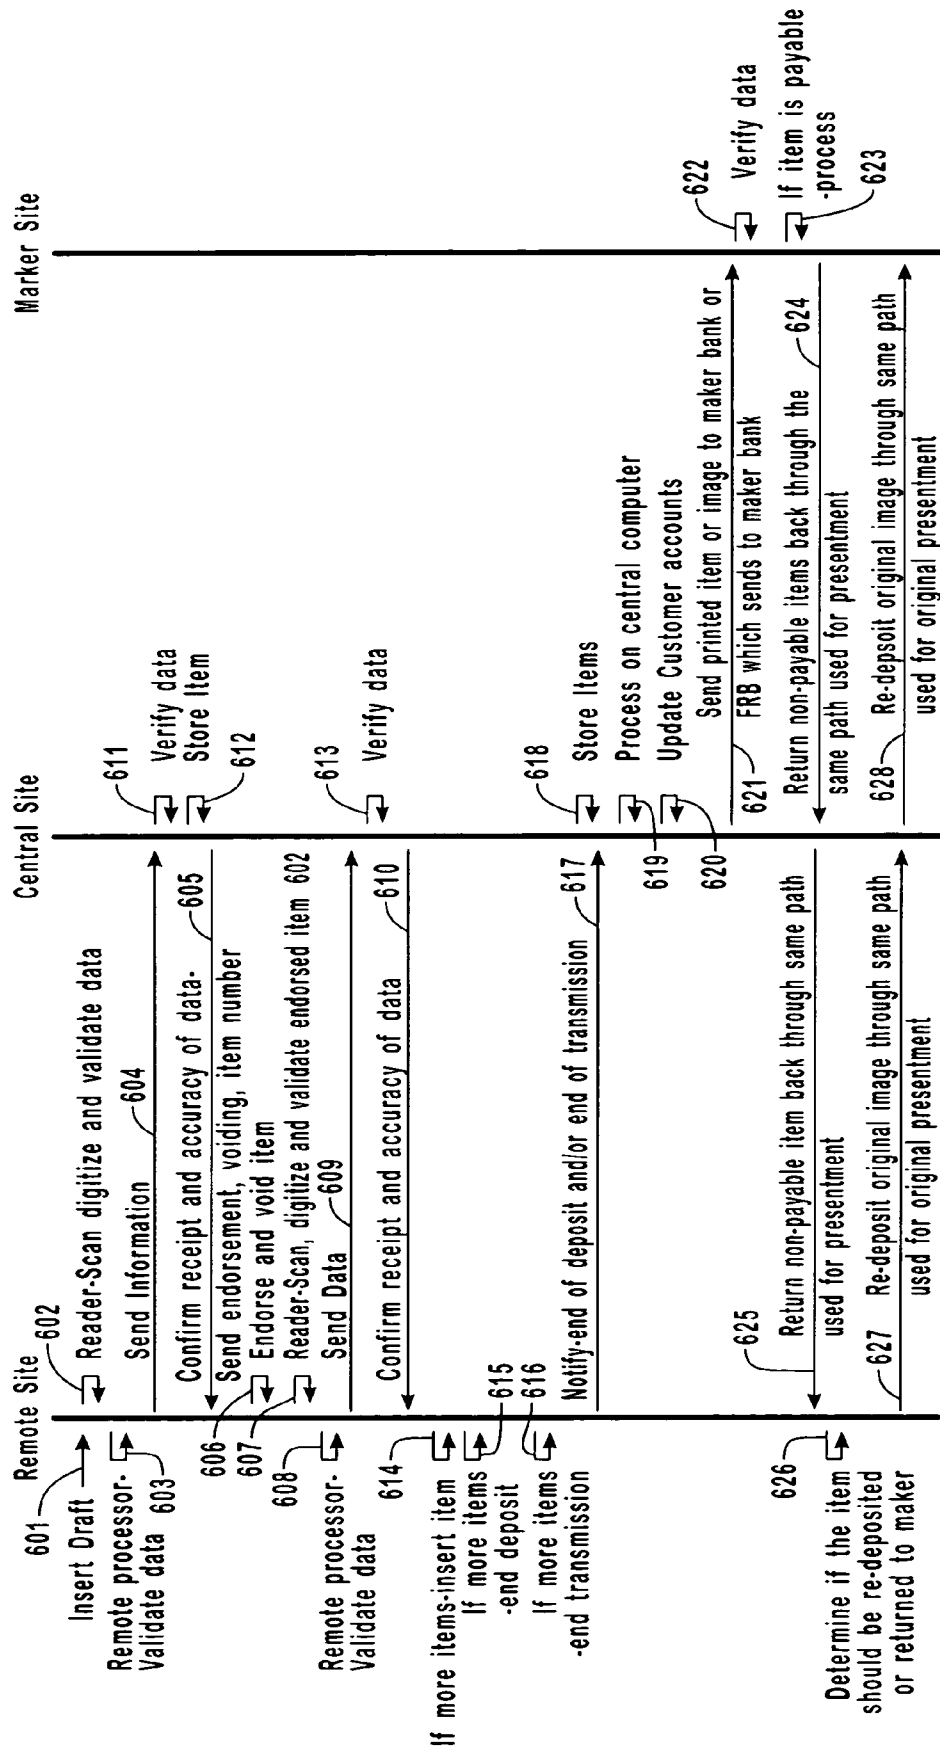 Remote Site
Central Site
Marker Site
601
Insert Draft
602
Reader-Scan digitize and validate data
Remote processor-
Validate data
603
Send Information
604
611
Verify data
Store Item
612
Confirm receipt and accuracy of data-
605
Send endorsement, voiding, item number
606
Endorse and void item
607
Reader-Scan, digitize and validate endorsed item 602
608
Remote processor-
Validate data
Send Data
609
613
Verify data
Confirm receipt and accuracy of data
610
614
If more items-insert item
If more items
-end deposit
615
616
If more items
-end transmission
Notify-end of deposit and/or end of transmission
617
618
Store Items
Process on central computer
619
Update Customer accounts
620
Send printed item or image to maker bank or
FRB which sends to maker bank
621
622
Verify data
If item is payable
-process
623
Return non-payable items back through the
same path used for presentment
624
625
Return non-payable item back through same path
used for presentment
626
Determine if the item
should be re-deposited
or returned to maker
627
Re-deposit original image through same path
used for original presentment
628
Re-depsoit original image through same path
used for original presentment